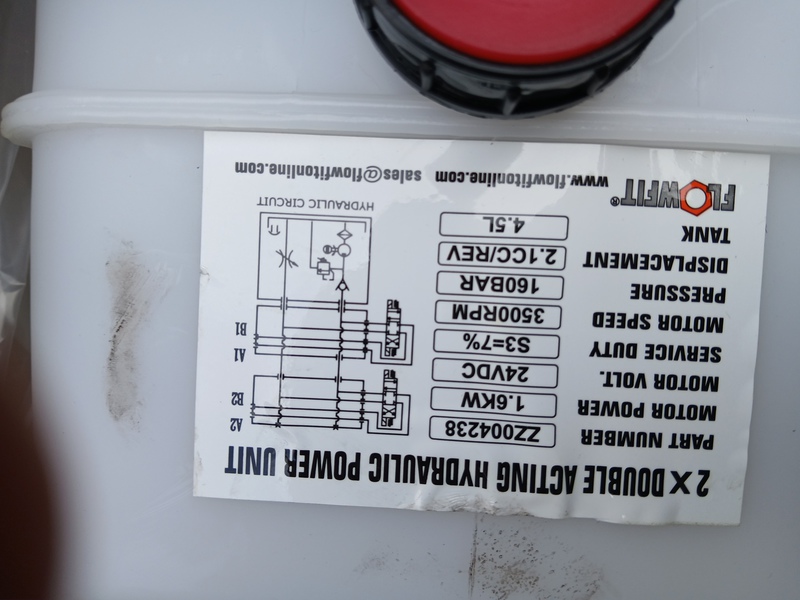 2 X DOUBLE ACTING HYDRAULIC POWER UNIT
PART NUMBER ZZ004238
MOTOR POWER 1.6KW
MOTOR VOLT. 24VDC
SERVICE DUTY S3=7%
MOTOR SPEED 3500RPM
PRESSURE 160BAR
DISPLACEMENT 2.1CC/REV
TANK 4.5L
A2
B2
A1
B1
HYDRAULIC CIRCUIT
FLOWFIT®
www.flowfitonline.com sales@flowfitonline.com